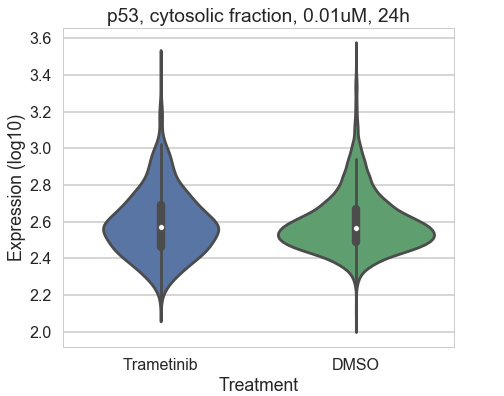 p53, cytosolic fraction, 0.01uM, 24h
Expression (log10)
3.6
3.4
3.2
3.0
2.8
2.6
2.4
2.2
2.0
Trametinib
DMSO
Treatment